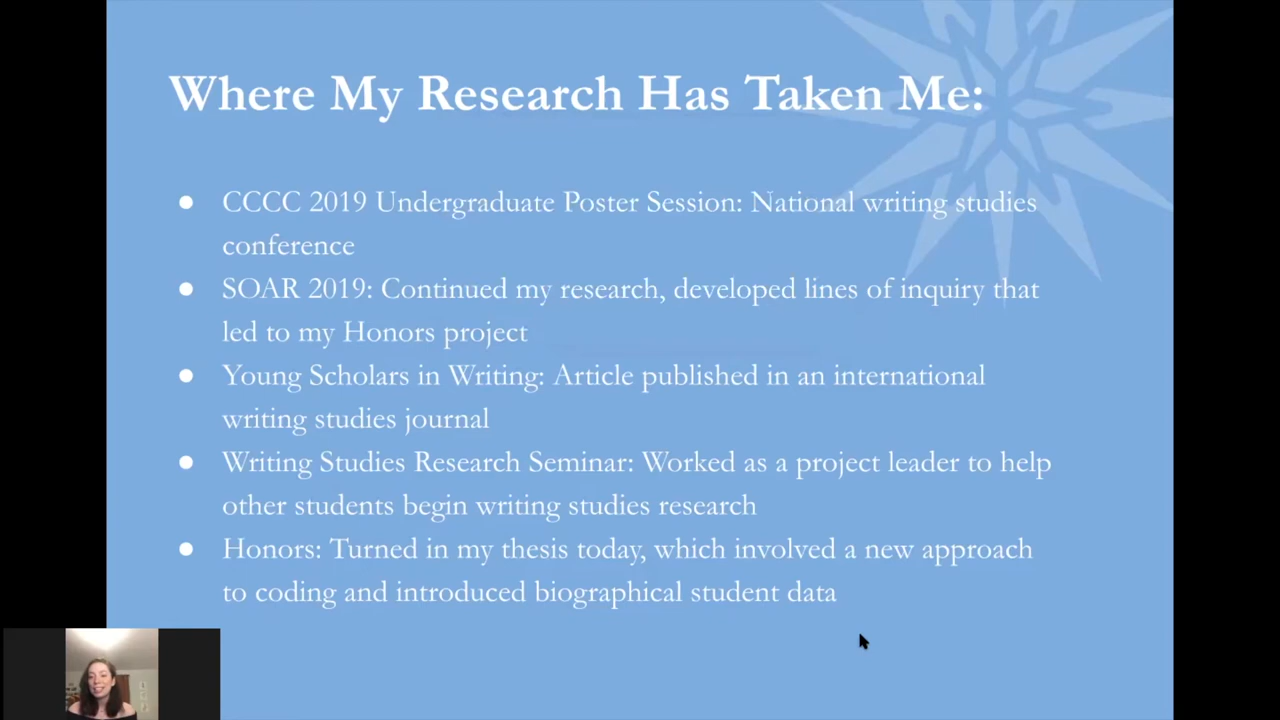 Where My Research Has Taken Me:
● CCCC 2019 Undergraduate Poster Session: National writing studies
conference
● SOAR 2019: Continued my research, developed lines of inquiry that
led to my Honors project
● Young Scholars in Writing: Article published in an international
writing studies journal
● Writing Studies Research Seminar: Worked as a project leader to help
other students begin writing studies research
● Honors: Turned in my thesis today, which involved a new approach
to coding and introduced biographical student data